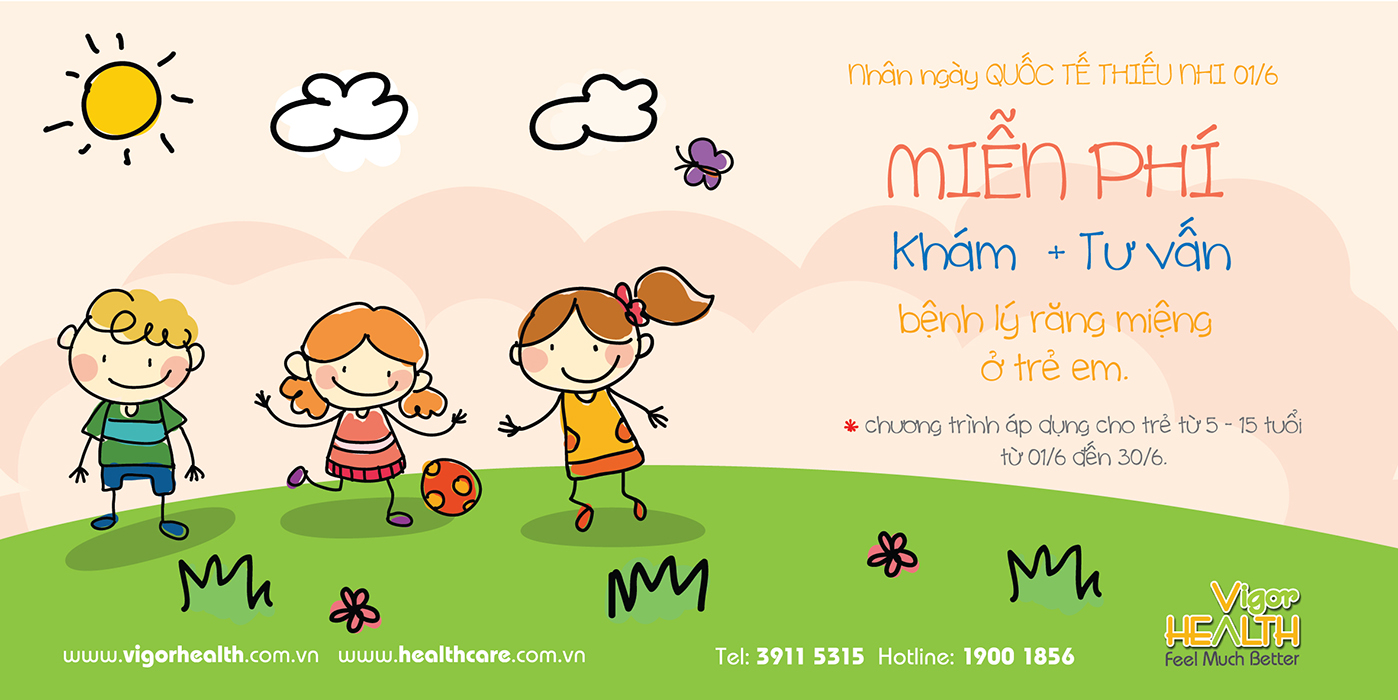 Nhân ngày QUỐC TẾ THIẾU NHI 01/6
MIỄN PHÍ
Khám + Tư vấn
bệnh lý răng miệng
ở trẻ em.
* chương trình áp dụng cho trẻ từ 5 - 15 tuổi
từ 01/6 đến 30/6.
Vigor
HEALTH
Feel Much Better
www.vigorhealth.com.vn www.healthcare.com.vn Tel: 3911 5315 Hotline: 1900 1856